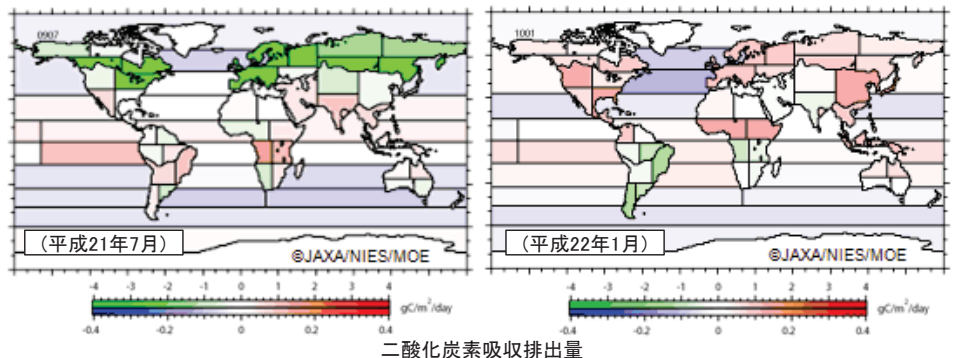 0907
(平成21年7月)
©JAXA/NIES/MOE
-4 -3 -2 -1 0 1 2 3 4
gC/m²/day
-0.4 -0.2 0 0.2 0.4
1001
(平成22年1月)
©JAXA/NIES/MOE
-4 -3 -2 -1 0 1 2 3 4
gC/m²/day
-0.4 -0.2 0 0.2 0.4
二酸化炭素吸収排出量